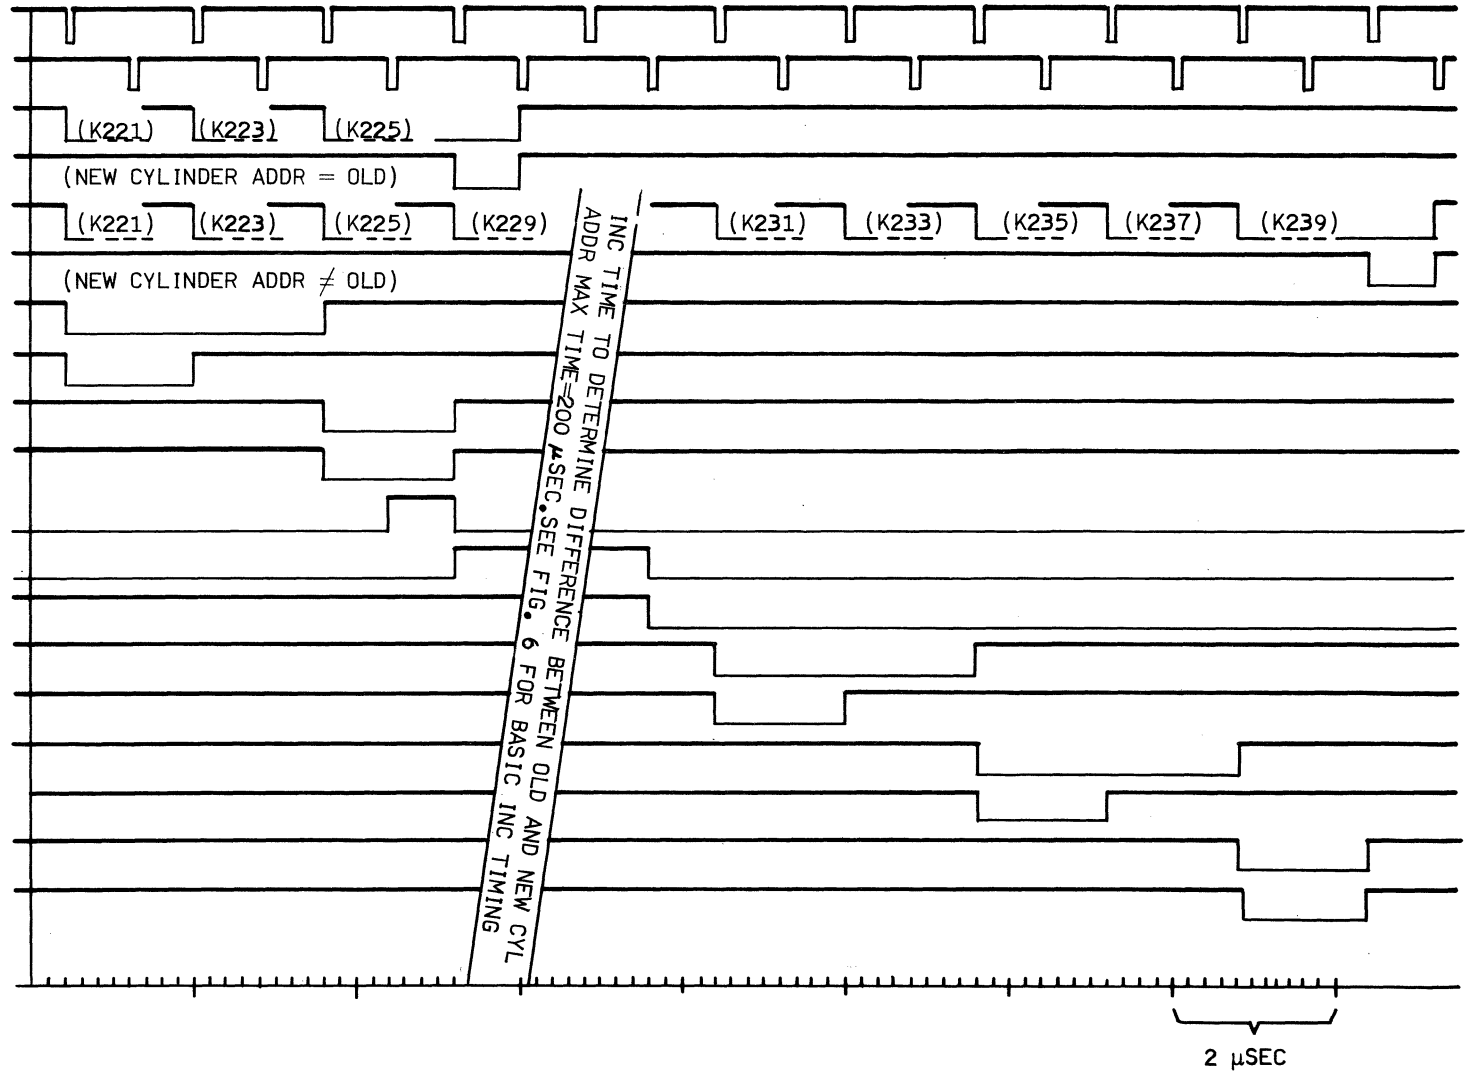 (K221) (K223) (K225)
(NEW CYLINDER ADDR = OLD)
(K221) (K223) (K225) (K229) (K231) (K233) (K235) (K237) (K239)
(NEW CYLINDER ADDR ≠ OLD)
INC TIME TO DETERMINE DIFFERENCE BETWEEN OLD AND NEW CYL
ADDR MAX TIME=200 μSEC.SEE FIG. 6 FOR BASIC INC TIMING
2 μSEC